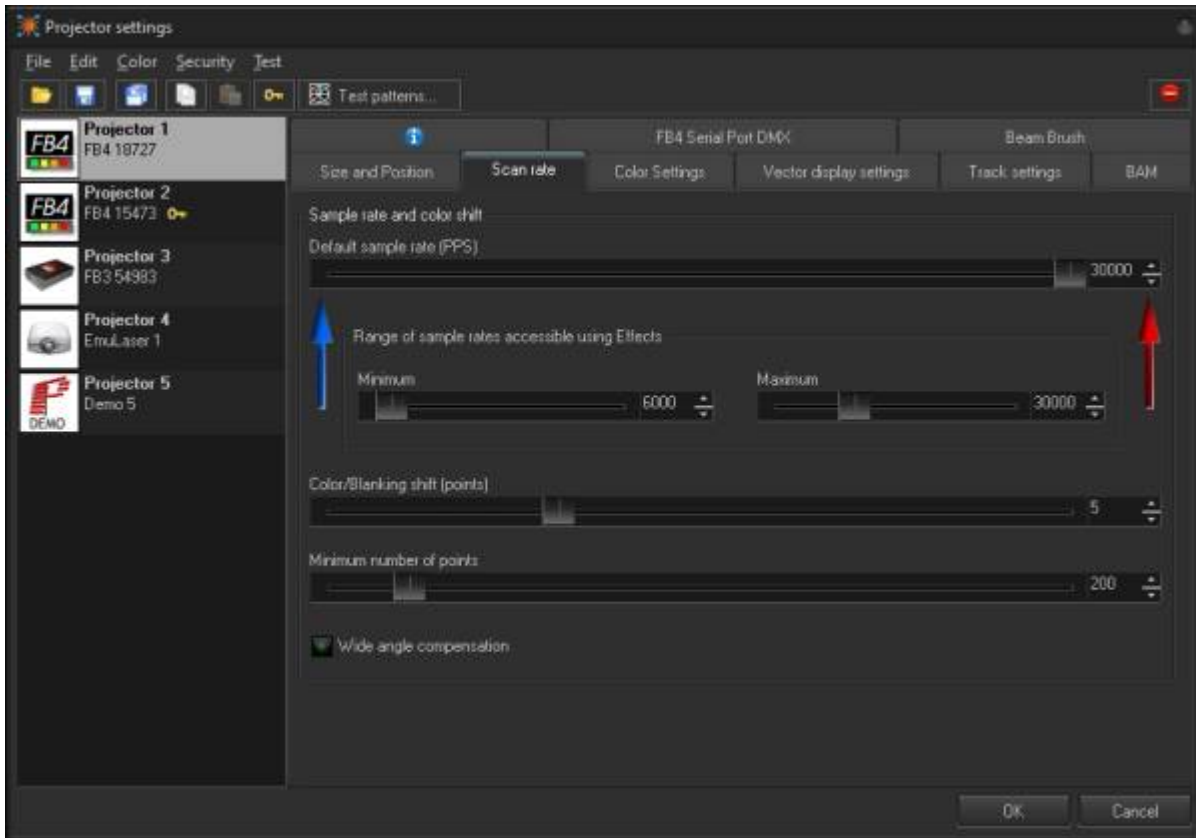 Projector settings
File Edit Color Security Test
Test patterns...
FB4
Projector 1
FB4 18727
FB4
Projector 2
FB4 15473
Projector 3
FB3 54983
Projector 4
EmuLaser 1
DEMO
Projector 5
Demo 5
FB4 Serial Port DMX Beam Brush
Size and Position Scan rate Color Settings Vector display settings Track settings BAM
Sample rate and color shift
Default sample rate (PPS)
30000
Range of sample rates accessible using Effects
Minimum Maximum
6000 30000
Color/Blanking shift (points)
5
Minimum number of points
200
Wide angle compensation
OK Cancel